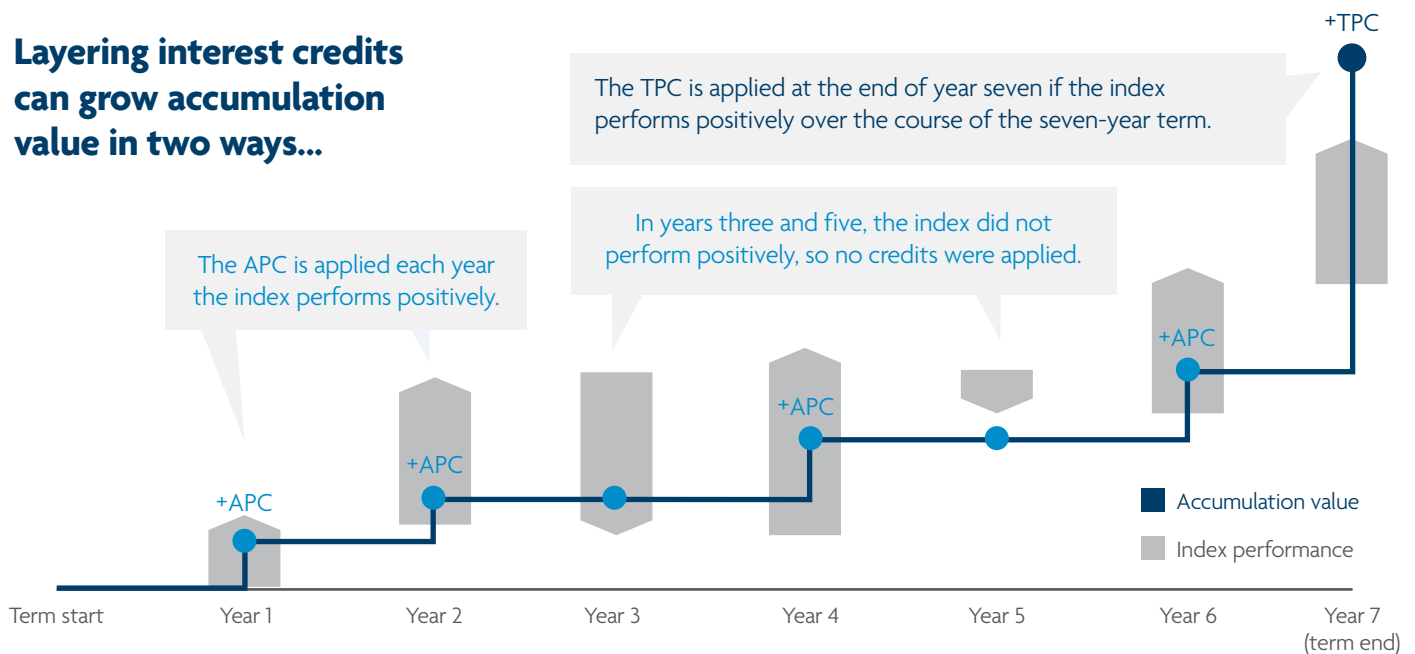 Layering interest credits
can grow accumulation
value in two ways...
+TPC
The TPC is applied at the end of year seven if the index
performs positively over the course of the seven-year term.
In years three and five, the index did not
perform positively, so no credits were applied.
The APC is applied each year
the index performs positively.
+APC
+APC
+APC
+APC
Accumulation value
Index performance
Term start
Year 1
Year 2
Year 3
Year 4
Year 5
Year 6
Year 7
(term end)